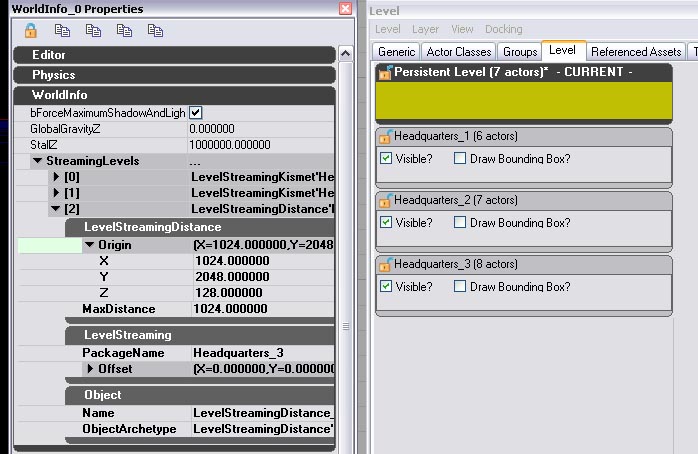 WorldInfo_0 Properties
Editor
Physics
WorldInfo
bForceMaximumShadowAndLigh
GlobalGravityZ 0.000000
StallZ 1000000.000000
StreamingLevels ...
[0] LevelStreamingKismet'He
[1] LevelStreamingKismet'He
[2] LevelStreamingDistance'l
LevelStreamingDistance
Origin (X=1024.000000,Y=2048
X 1024.000000
Y 2048.000000
Z 128.000000
MaxDistance 1024.000000
LevelStreaming
PackageName Headquarters_3
Offset (X=0.000000,Y=0.00000
Object
Name LevelStreamingDistance_
ObjectArchetype LevelStreamingDistance'
Level
Level Layer View Docking
Generic Actor Classes Groups Level Referenced Assets T
Persistent Level (7 actors)* - CURRENT -
Headquarters_1 (6 actors)
Visible? Draw Bounding Box?
Headquarters_2 (7 actors)
Visible? Draw Bounding Box?
Headquarters_3 (8 actors)
Visible? Draw Bounding Box?